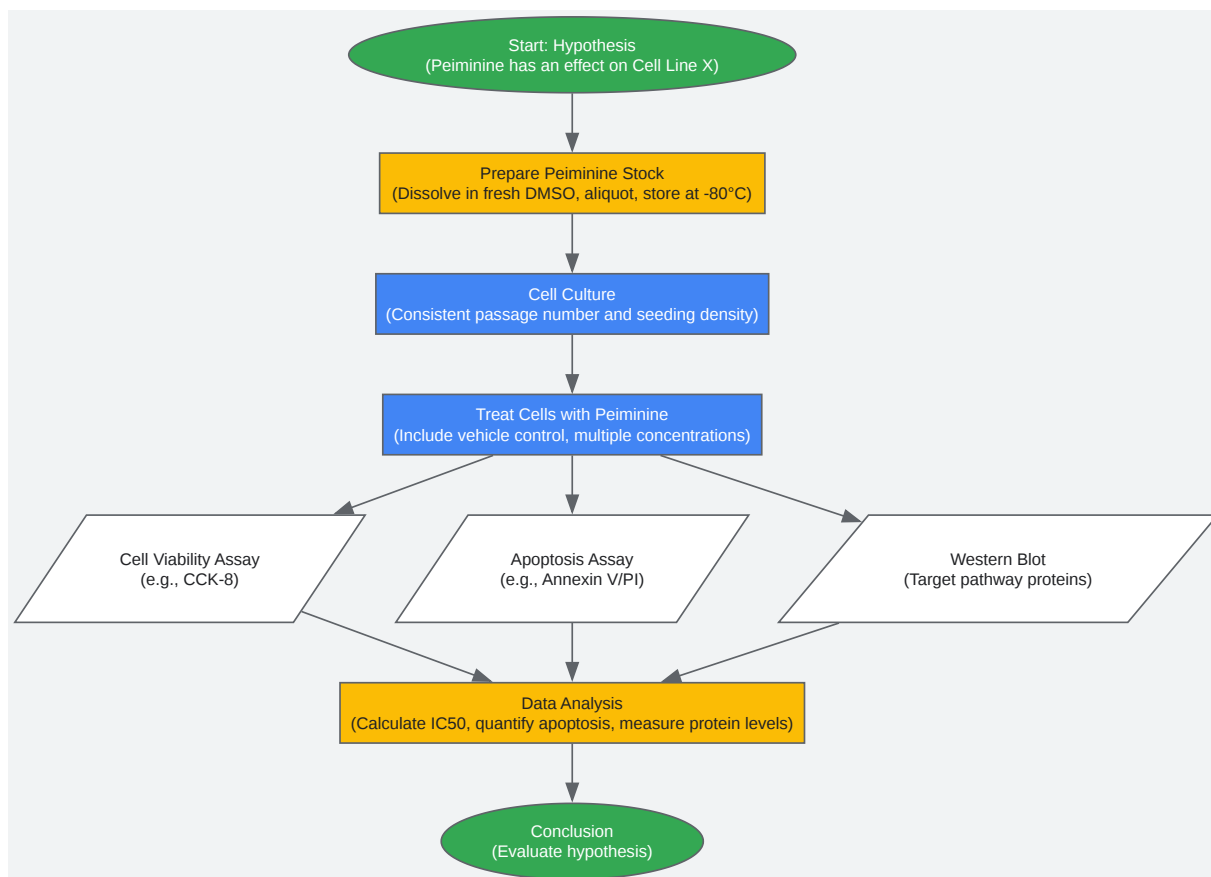 Start: Hypothesis
(Peiminine has an effect on Cell Line X)
Prepare Peiminine Stock
(Dissolve in fresh DMSO, aliquot, store at -80°C)
Cell Culture
(Consistent passage number and seeding density)
Treat Cells with Peiminine
(Include vehicle control, multiple concentrations)
Cell Viability Assay
(e.g., CCK-8)
Apoptosis Assay
(e.g., Annexin V/PI)
Western Blot
(Target pathway proteins)
Data Analysis
(Calculate IC50, quantify apoptosis, measure protein levels)
Conclusion
(Evaluate hypothesis)